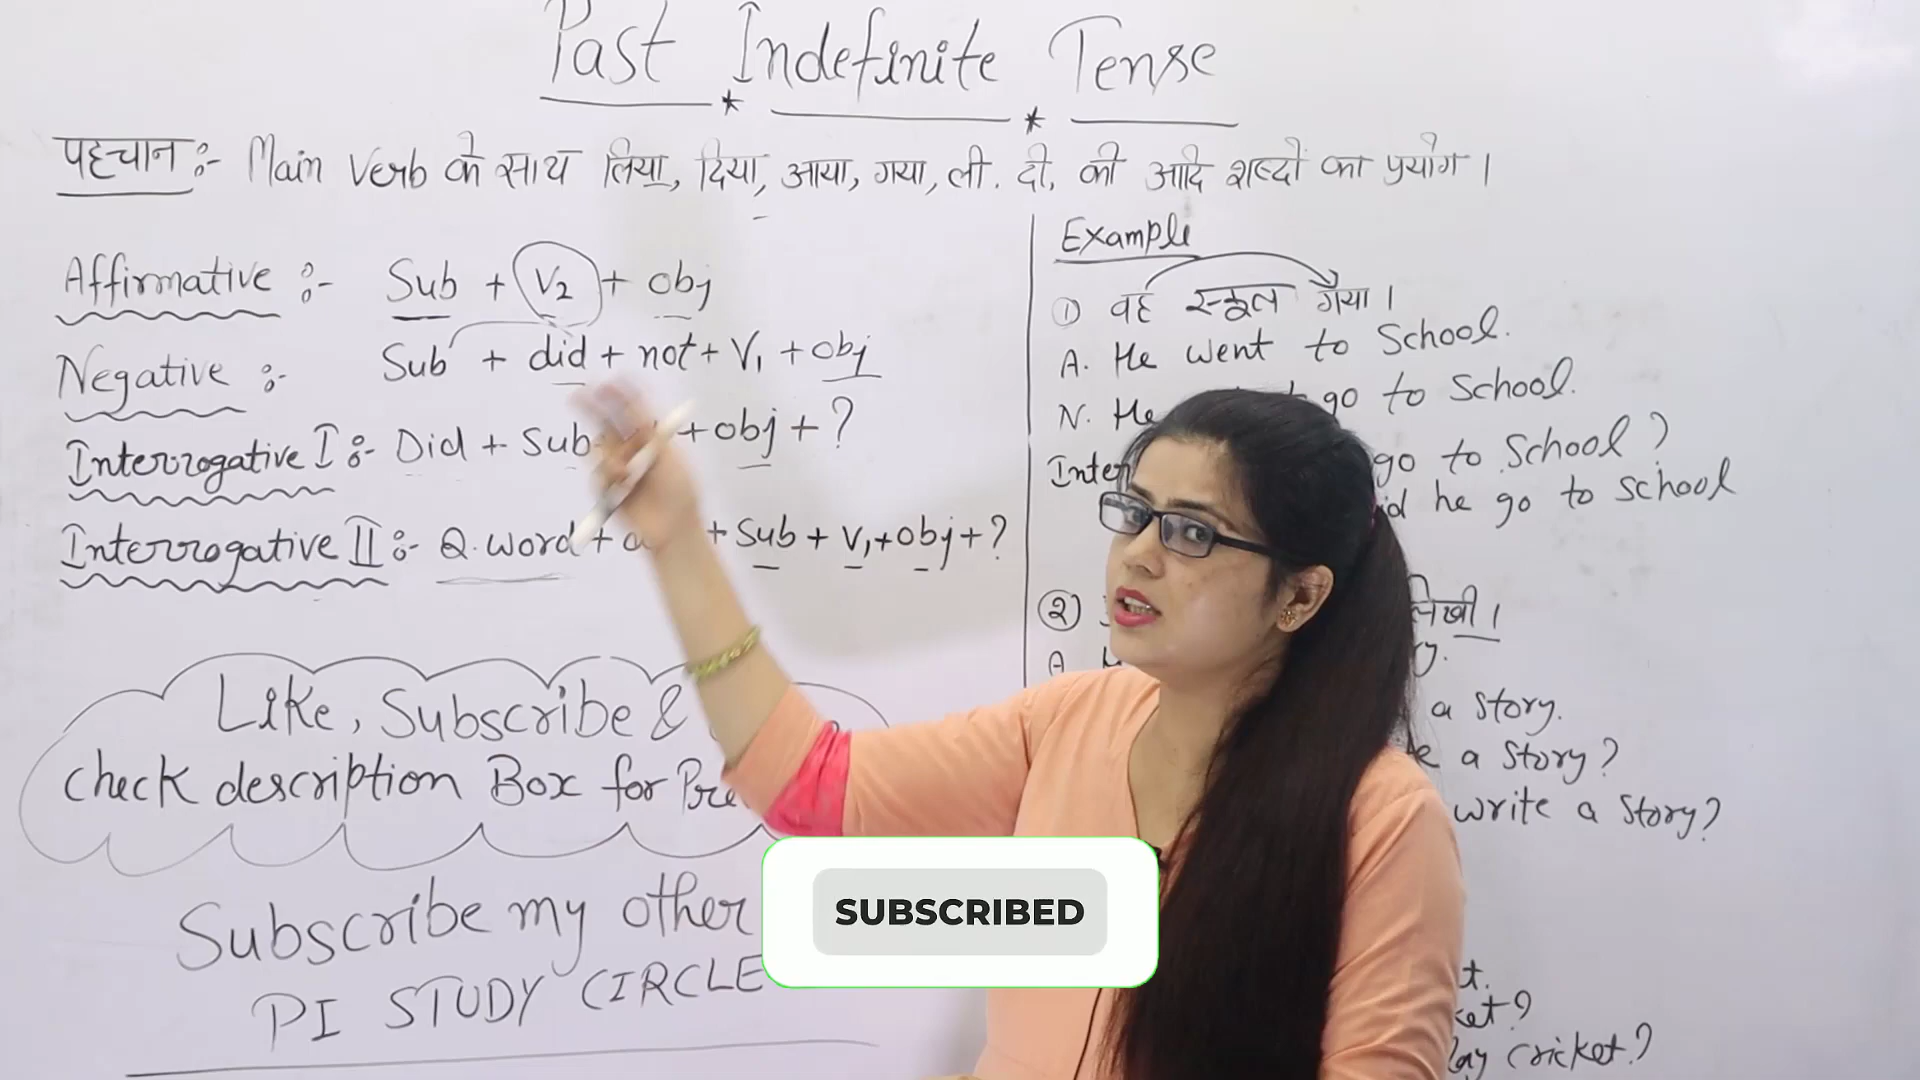 Past Indefinite Tense
पहचान :- Main Verb के साथ लिया, दिया, आया, गया, ली, दी, की आदि शब्दों का प्रयोग ।
Affirmative :- Sub + V2 + obj
Negative :- Sub + did + not + V1 + obj
Interrogative I :- Did + Sub + obj + ?
Interrogative II :- Q. word + + Sub + V1 + obj + ?
Like, Subscribe &
check description Box for
Subscribe my other
PI STUDY CIRCLE
Example
① वह स्कूल गया ।
A. He went to School.
N. He go to School.
go to School?
he go to school
②
लिखी ।
A
a Story.
a Story?
write a Story?
cricket?
SUBSCRIBED